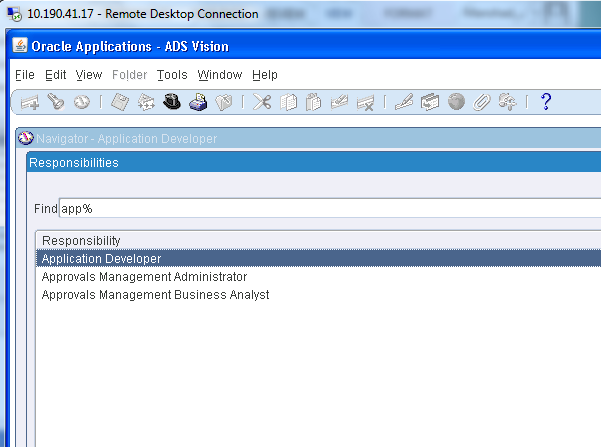 10.190.41.17 - Remote Desktop Connection
Oracle Applications - ADS Vision
File Edit View Folder Tools Window Help
Navigator - Application Developer
Responsibilities
Find app%
Responsibility
Application Developer
Approvals Management Administrator
Approvals Management Business Analyst